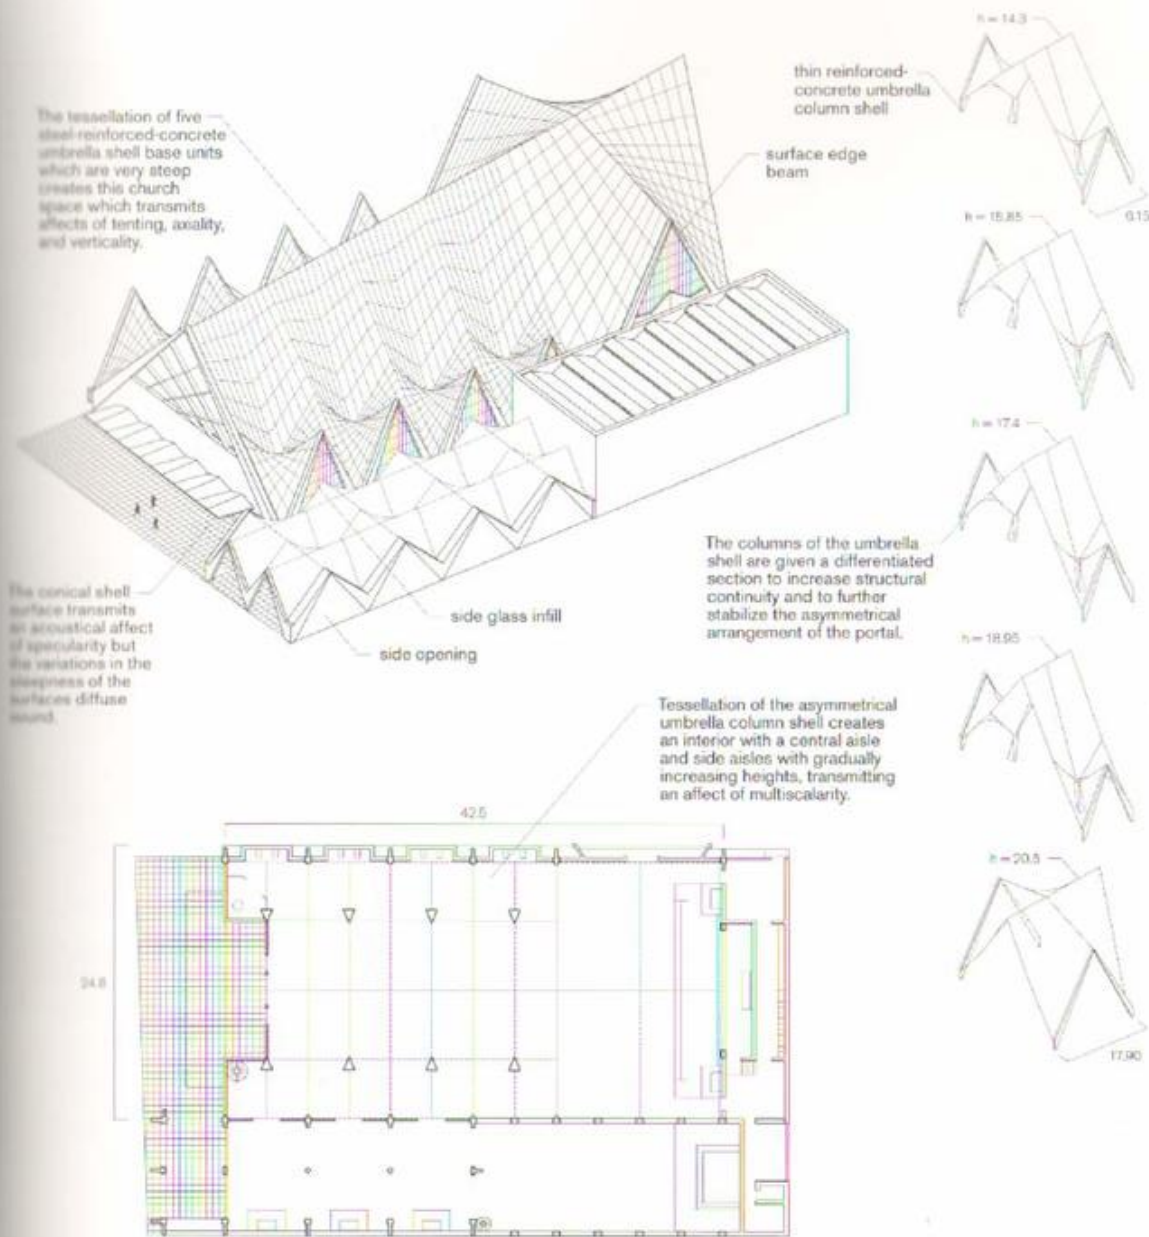 h = 14.3
thin reinforced-
concrete umbrella
column shell
surface edge
beam
6.15
The tessellation of five
steel-reinforced-concrete
umbrella shell base units
which are very steep
creates this church
space which transmits
affects of tenting, axiality,
and verticality.
h = 15.85
h = 17.4
The columns of the umbrella
shell are given a differentiated
section to increase structural
continuity and to further
stabilize the asymmetrical
arrangement of the portal.
The conical shell
surface transmits
an acoustical affect
of specularity but
the variations in the
steepness of the
surfaces diffuse
sound.
side glass infill
side opening
h = 18.95
Tessellation of the asymmetrical
umbrella column shell creates
an interior with a central aisle
and side aisles with gradually
increasing heights, transmitting
an affect of multiscalarity.
h = 20.5
17.90
42.5
24.8